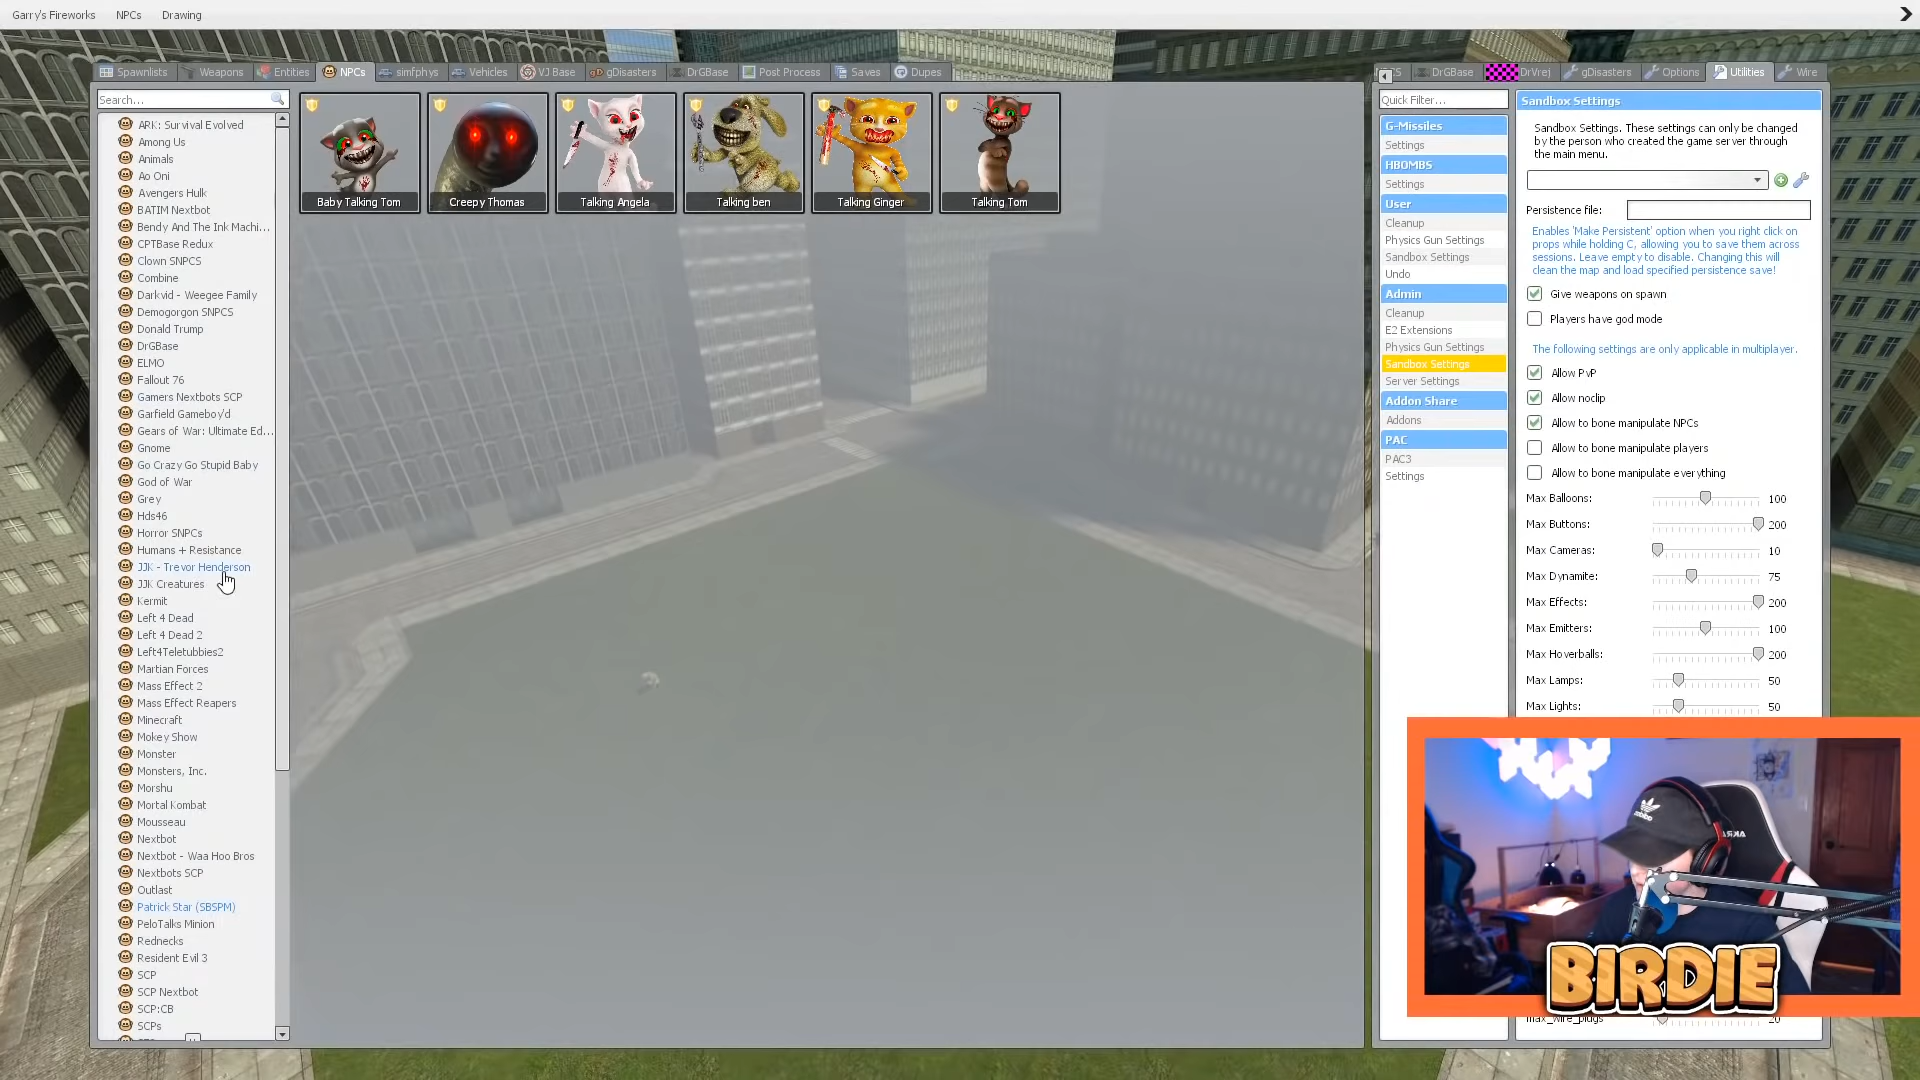 Garry's Fireworks NPCs Drawing
Spawnlists Weapons Entities NPCs simfphys Vehicles VJ Base gDisasters DrGBase Post Process Saves Dupes
DrGBase DrVrej gDisasters Options Utilities Wire
Search...
ARK: Survival Evolved
Among Us
Animals
Ao Oni
Avengers Hulk
BATIM Nextbot
Bendy And The Ink Machi...
CPTBase Redux
Clown SNPCS
Combine
Darkvid - Weegee Family
Demogorgon SNPCS
Donald Trump
DrGBase
ELMO
Fallout 76
Gamers Nextbots SCP
Garfield Gameboy'd
Gears of War: Ultimate Ed...
Gnome
Go Crazy Go Stupid Baby
God of War
Grey
Hds46
Horror SNPCs
Humans + Resistance
JJK - Trevor Henderson
JJK Creatures
Kermit
Left 4 Dead
Left 4 Dead 2
Left4Teletubbies2
Martian Forces
Mass Effect 2
Mass Effect Reapers
Minecraft
Mokey Show
Monster
Monsters, Inc.
Morshu
Mortal Kombat
Mousseau
Nextbot
Nextbot - Waa Hoo Bros
Nextbots SCP
Outlast
Patrick Star (SBSPM)
PeloTalks Minion
Rednecks
Resident Evil 3
SCP
SCP Nextbot
SCP:CB
SCPs
Baby Talking Tom
Creepy Thomas
Talking Angela
Talking ben
Talking Ginger
Talking Tom
Quick Filter...
G-Missiles
Settings
HBOMBS
Settings
User
Cleanup
Physics Gun Settings
Sandbox Settings
Undo
Admin
Cleanup
E2 Extensions
Physics Gun Settings
Sandbox Settings
Server Settings
Addon Share
Addons
PAC
PAC3
Settings
Sandbox Settings
Sandbox Settings. These settings can only be changed
by the person who created the game server through
the main menu.
Persistence file:
Enables 'Make Persistent' option when you right click on
props while holding C, allowing you to save them across
sessions. Leave empty to disable. Changing this will
clean the map and load specified persistence save!
Give weapons on spawn
Players have god mode
The following settings are only applicable in multiplayer.
Allow PvP
Allow noclip
Allow to bone manipulate NPCs
Allow to bone manipulate players
Allow to bone manipulate everything
Max Balloons: 100
Max Buttons: 200
Max Cameras: 10
Max Dynamite: 75
Max Effects: 200
Max Emitters: 100
Max Hoverballs: 200
Max Lamps: 50
Max Lights: 50
adidas
AKRA
BIRDIE
max_wire_plugs 20